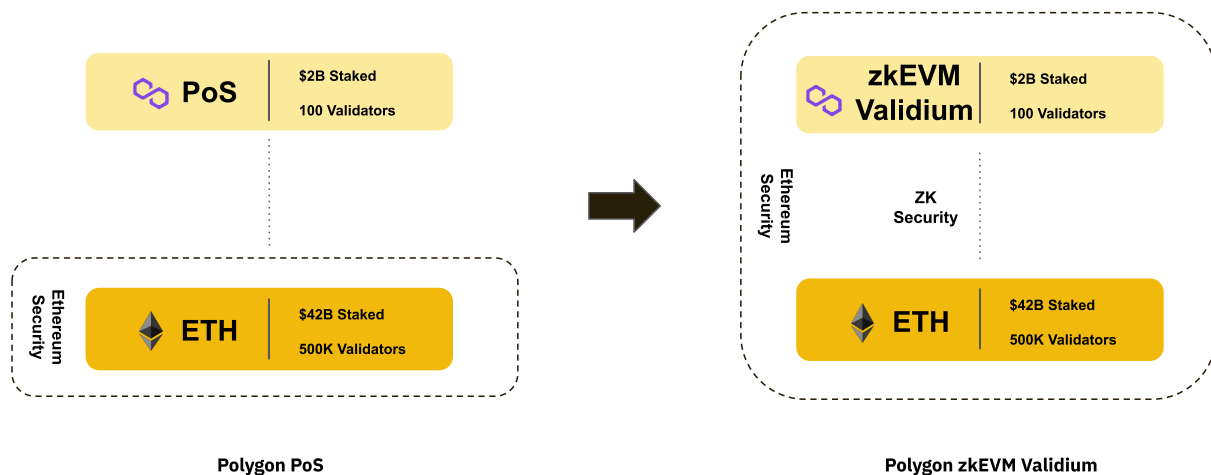 PoS
$2B Staked
100 Validators
Ethereum
Security
ETH
$42B Staked
500K Validators
Polygon PoS
zkEVM
Validium
$2B Staked
100 Validators
Ethereum
Security
ZK
Security
ETH
$42B Staked
500K Validators
Polygon zkEVM Validium